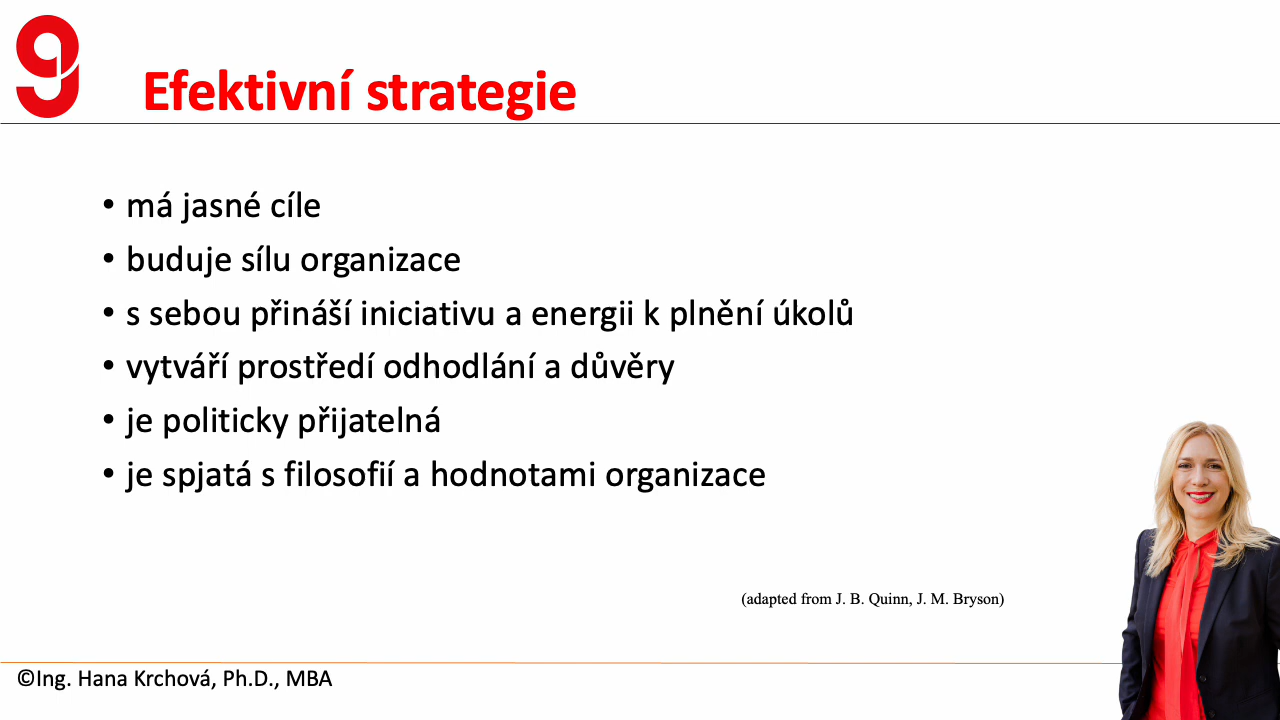 Efektivní strategie
• má jasné cíle
• buduje sílu organizace
• s sebou přináší iniciativu a energii k plnění úkolů
• vytváří prostředí odhodlání a důvěry
• je politicky přijatelná
• je spjatá s filosofií a hodnotami organizace
(adapted from J. B. Quinn, J. M. Bryson)
©Ing. Hana Krchová, Ph.D., MBA